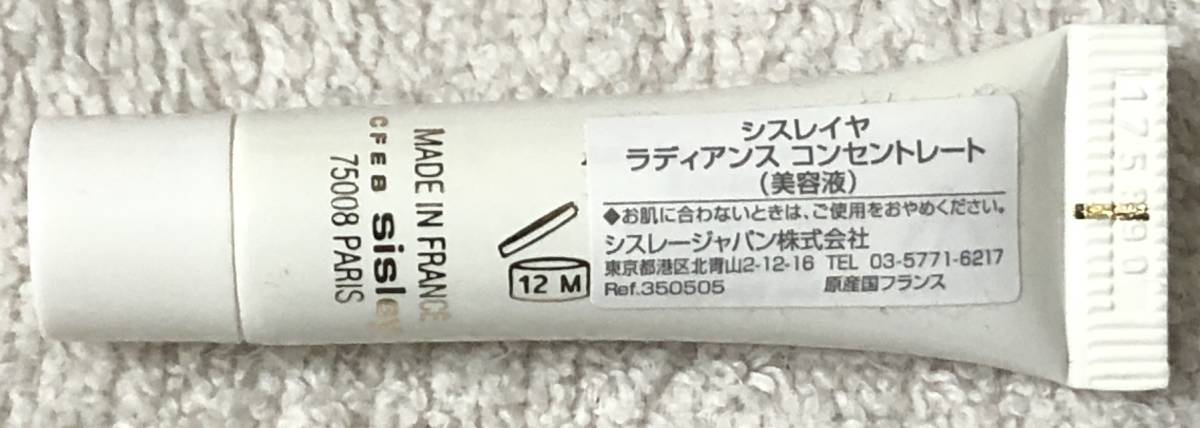 シスレイヤ
ラディアンス コンセントレート
(美容液)
◆お肌に合わないときは、ご使用をおやめください。
シスレージャパン株式会社
東京都港区北青山2-12-16 TEL 03-5771-6217
Ref.350505 原産国フランス
12 M
MADE IN FRANCE
CFEB sisley
75008 PARIS